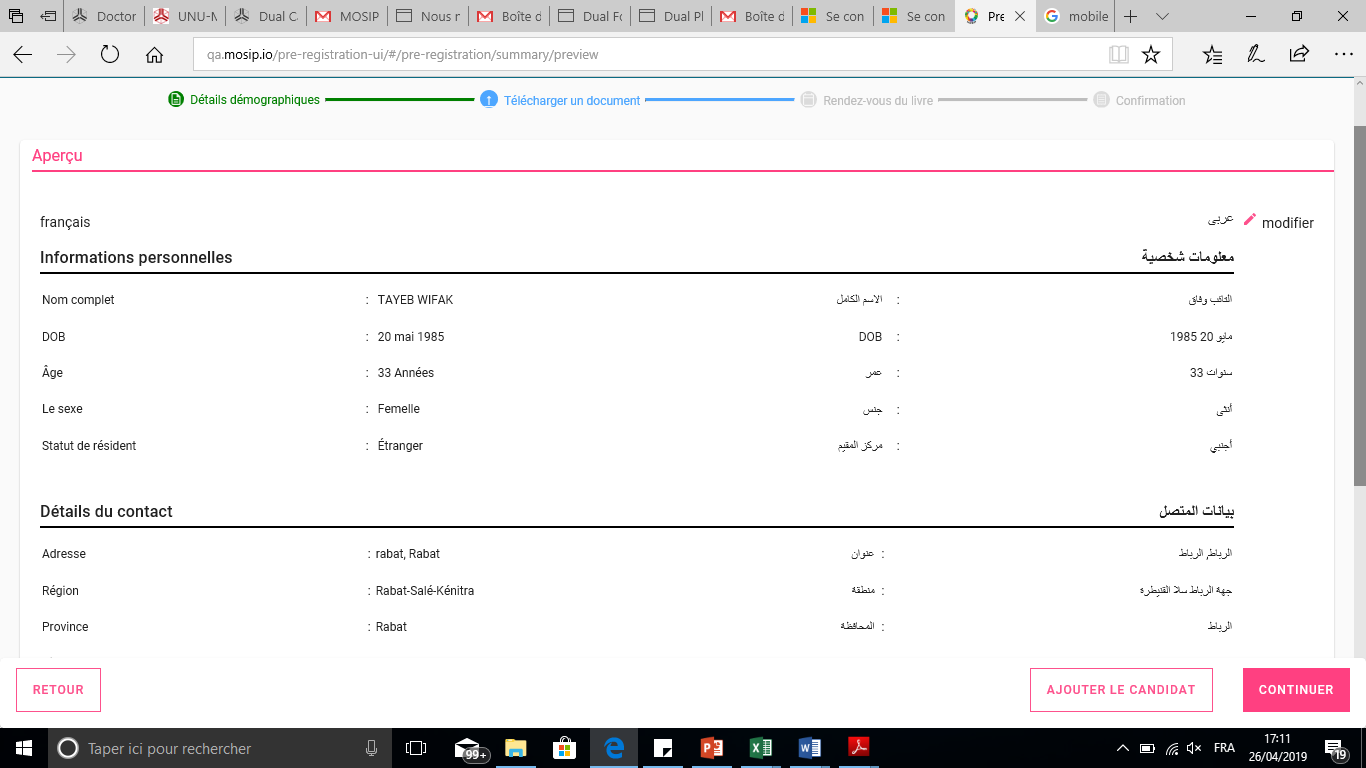 Doctor
UNU-M
Dual C
MOSIP
Nous r
Boîte d
Dual Fo
Dual Pl
Boîte d
Se con
Se con
Pre
mobile
qa.mosip.io/pre-registration-ui/#/pre-registration/summary/preview
Détails démographiques Télécharger un document Rendez-vous du livre Confirmation
Aperçu
français عربى modifier
Informations personnelles معلومات شخصية
Nom complet : TAYEB WIFAK الاسم الكامل : التائب وفاق
DOB : 20 mai 1985 DOB : مايو 20 1985
Âge : 33 Années عمر : سنوات 33
Le sexe : Femelle جنس : أنثى
Statut de résident : Étranger مركز المقيم : أجنبي
Détails du contact بيانات المتصل
Adresse : rabat, Rabat عنوان : الرباط, الرباط
Région : Rabat-Salé-Kénitra منطقة : جهة الرباط سلا القنيطرة
Province : Rabat المحافظة : الرباط
RETOUR AJOUTER LE CANDIDAT CONTINUER
Taper ici pour rechercher 99+ FRA 17:11
26/04/2019 19